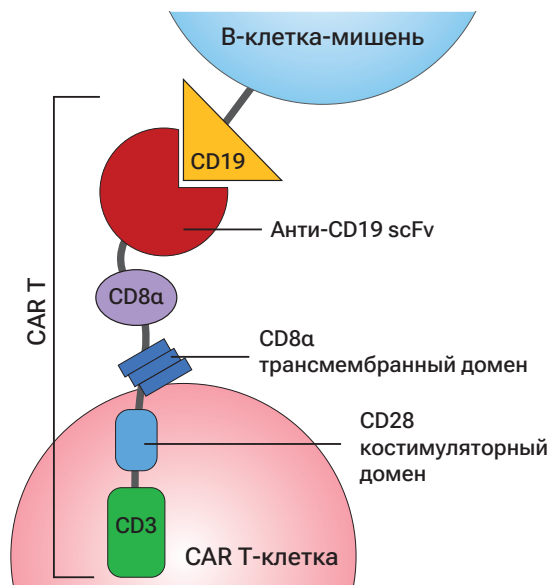 В-клетка-мишень
CD19
Анти-CD19 scFv
CAR T
CD8α
CD8α
трансмембранный домен
CD28
костимуляторный
домен
CD3
CAR Т-клетка